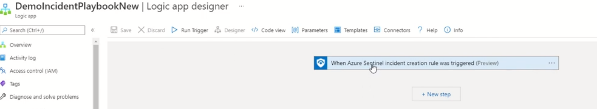 DemoIncidentPlaybookNew | Logic app designer ...
Logic app
Search (Ctrl+/)
Save Discard Run Trigger Designer Code view Parameters Templates Connectors Help Info
Overview
Activity log
Access control (IAM)
Tags
Diagnose and solve problems
When Azure Sentinel incident creation rule was triggered (Preview) ...
+ New step